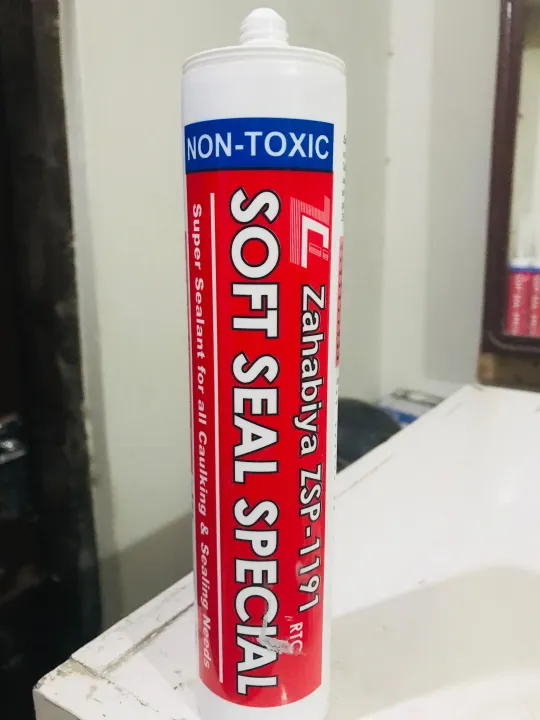 NON-TOXIC
Zahabiya ZSP-1191
RTC
SOFT SEAL SPECIAL
Super Sealant for all Caulking & Sealing Needs